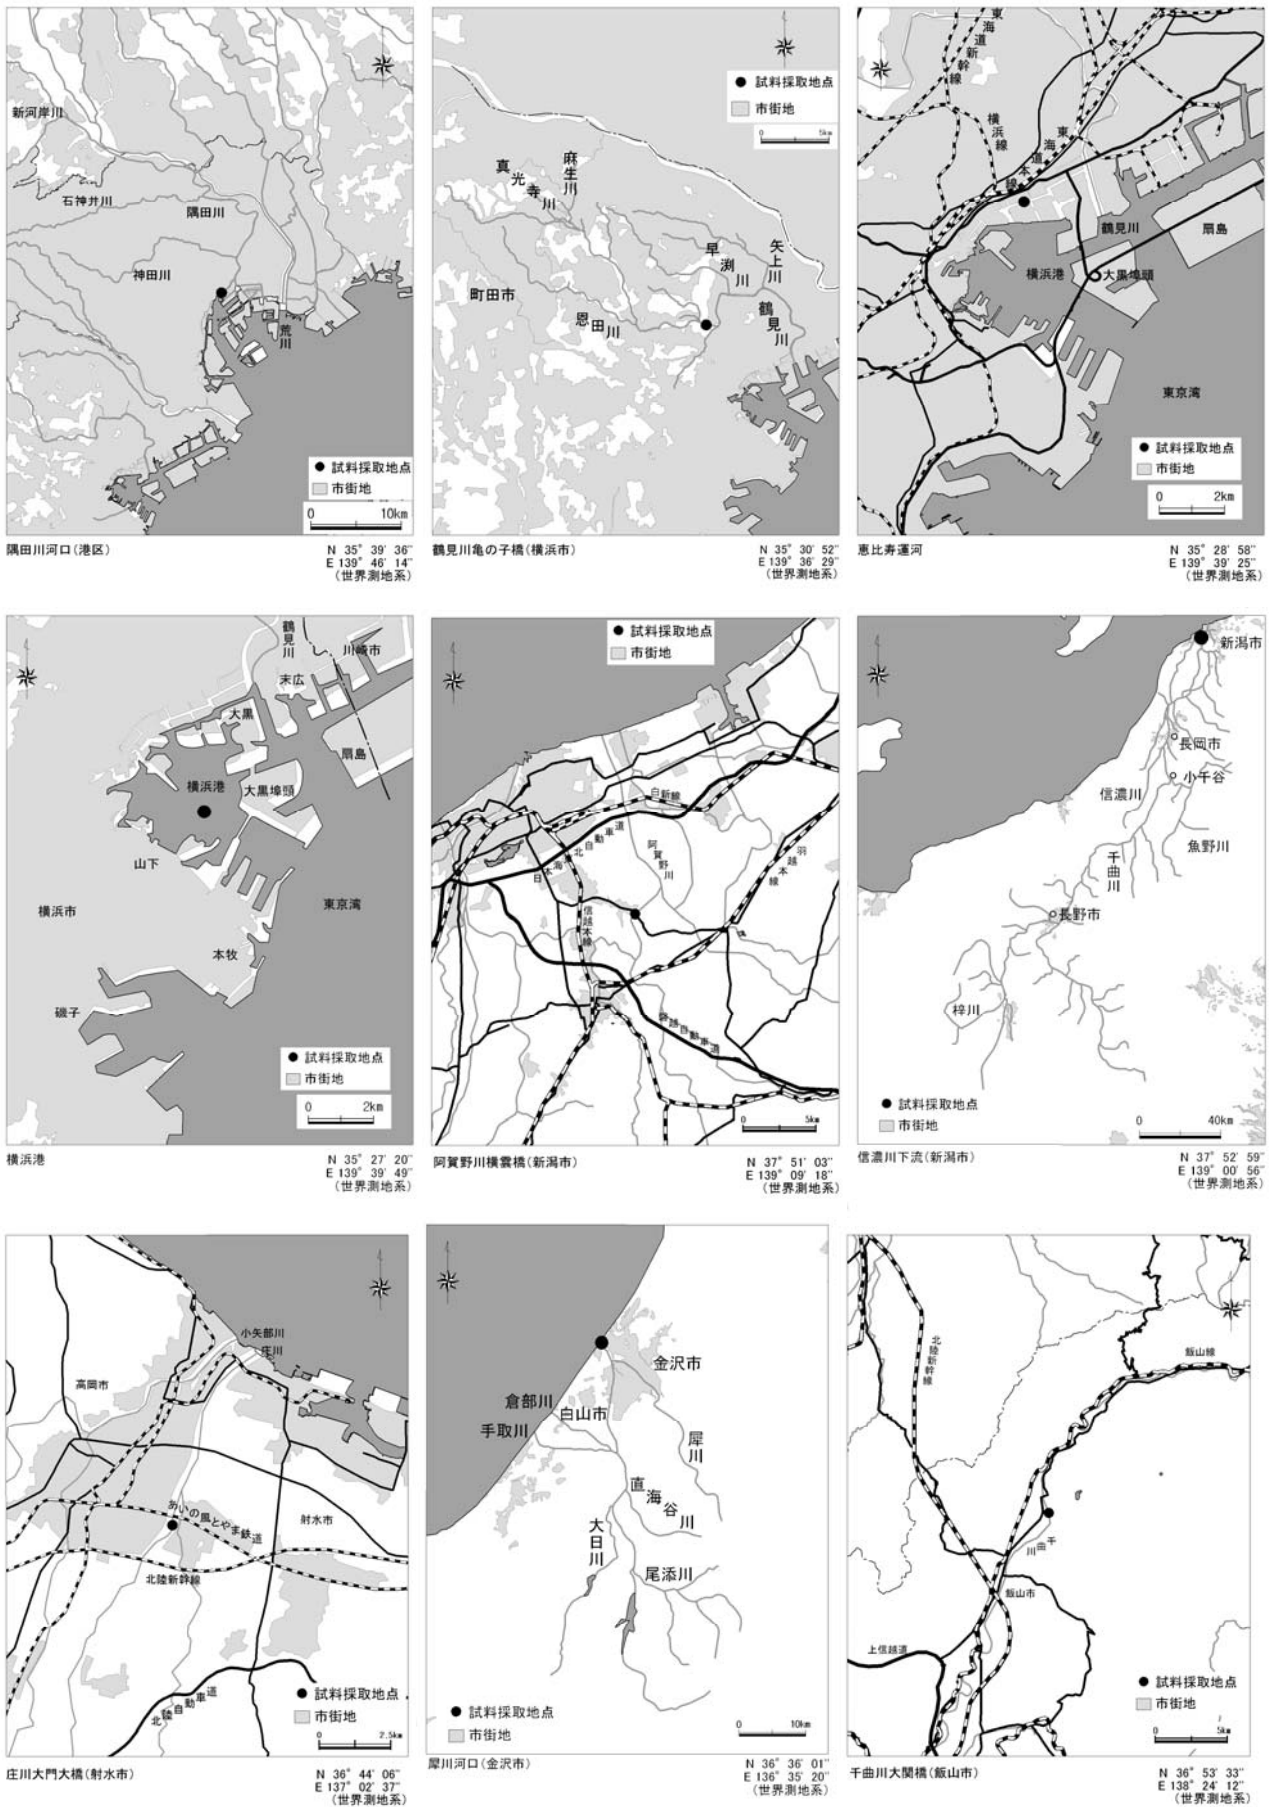 新河岸川
石神井川
隅田川
神田川
荒川
● 試料採取地点
市街地
0 10km
隅田川河口(港区)
N 35° 39′ 36″
E 139° 46′ 14″
(世界測地系)
● 試料採取地点
市街地
0 5km
真光寺川
麻生川
早渕川
矢上川
町田市
恩田川
鶴見川
鶴見川亀の子橋(横浜市)
N 35° 30′ 52″
E 139° 36′ 29″
(世界測地系)
東海道新幹線
横浜線
東海道本線
鶴見川
扇島
横浜港
大黒埠頭
東京湾
● 試料採取地点
市街地
0 2km
恵比寿運河
N 35° 28′ 58″
E 139° 39′ 25″
(世界測地系)
鶴見川
川崎市
末広
大黒
扇島
横浜港
大黒埠頭
山下
横浜市
東京湾
本牧
磯子
● 試料採取地点
市街地
0 2km
横浜港
N 35° 27′ 20″
E 139° 39′ 49″
(世界測地系)
● 試料採取地点
市街地
白新線
日本海東北自動車道
阿賀野川
羽越本線
信越本線
磐越自動車道
0 5km
阿賀野川横雲橋(新潟市)
N 37° 51′ 03″
E 139° 09′ 18″
(世界測地系)
新潟市
長岡市
小千谷
信濃川
魚野川
千曲川
長野市
梓川
● 試料採取地点
市街地
0 40km
信濃川下流(新潟市)
N 37° 52′ 59″
E 139° 00′ 56″
(世界測地系)
小矢部川
庄川
高岡市
あいの風とやま鉄道
射水市
北陸新幹線
北陸自動車道
● 試料採取地点
市街地
0 2.5km
庄川大門大橋(射水市)
N 36° 44′ 06″
E 137° 02′ 37″
(世界測地系)
金沢市
倉部川
白山市
手取川
犀川
直海谷川
大日川
尾添川
● 試料採取地点
市街地
0 10km
犀川河口(金沢市)
N 36° 36′ 01″
E 136° 35′ 20″
(世界測地系)
北陸新幹線
飯山線
千曲川
飯山市
上信越道
● 試料採取地点
市街地
0 5km
千曲川大関橋(飯山市)
N 36° 53′ 33″
E 138° 24′ 12″
(世界測地系)